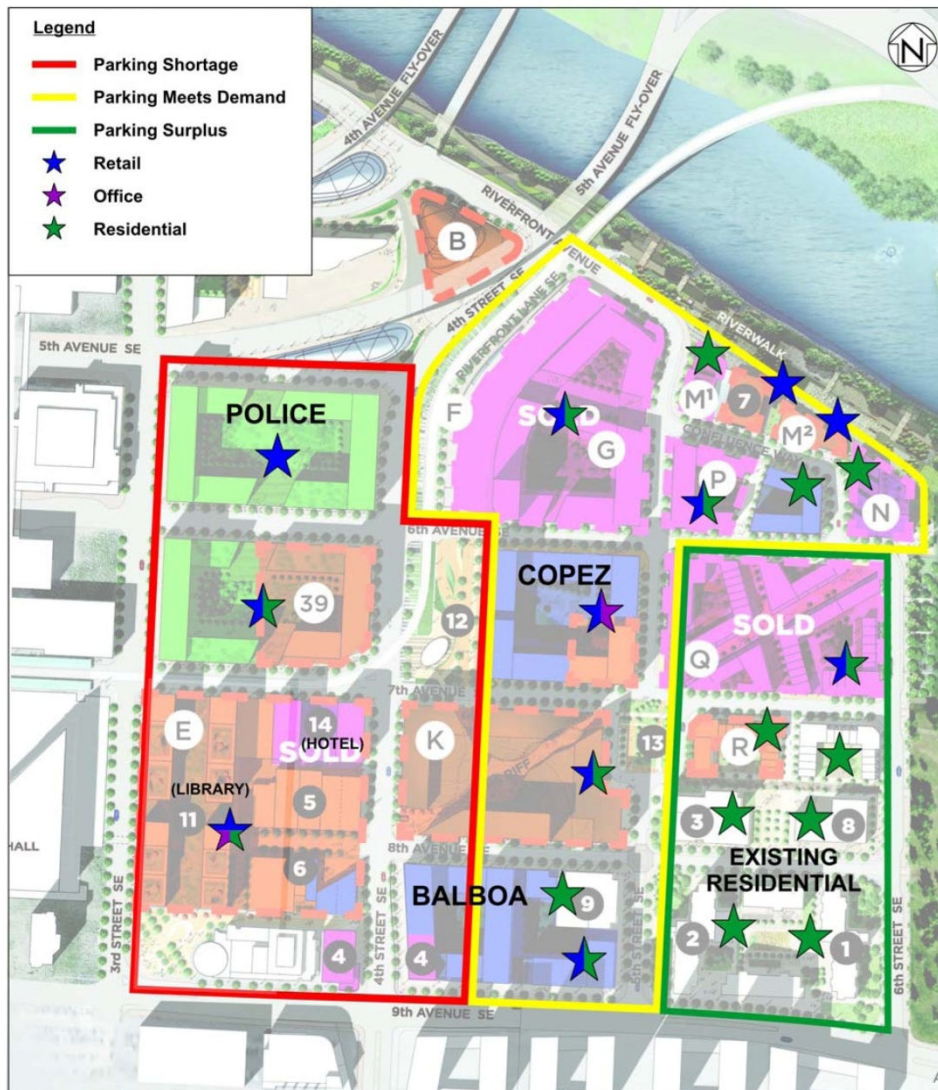 Legend
Parking Shortage
Parking Meets Demand
Parking Surplus
Retail
Office
Residential
N
4TH AVENUE FLY-OVER
5TH AVENUE FLY-OVER
B
RIVERFRONT AVENUE
4TH STREET SE
RIVERFRONT LANE SE
RIVERWALK
5TH AVENUE SE
POLICE
F
SOLD
G
M¹
7
M²
P
N
6TH AVENUE SE
39
12
COPEZ
SOLD
Q
7TH AVENUE
E
14
(HOTEL)
SOLD
K
13
R
(LIBRARY)
11
5
3
8
HALL
6
8TH AVENUE SE
EXISTING
RESIDENTIAL
BALBOA
9
2
1
3RD STREET SE
4
4TH STREET SE
4
6TH STREET SE
9TH AVENUE SE